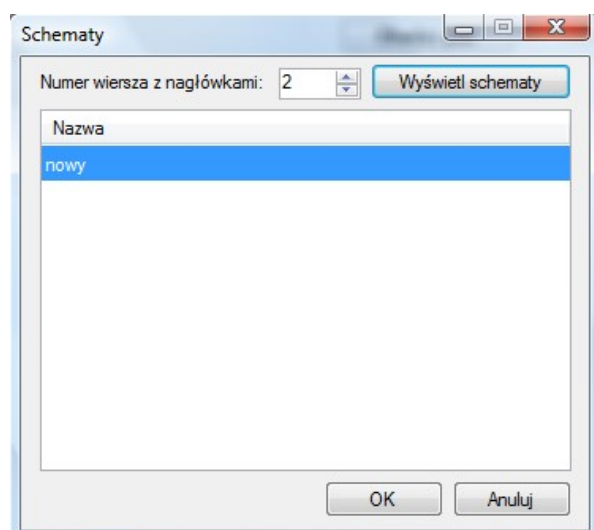 Schematy
Numer wiersza z nagłówkami: 2 Wyświetl schematy
Nazwa
nowy
OK Anuluj